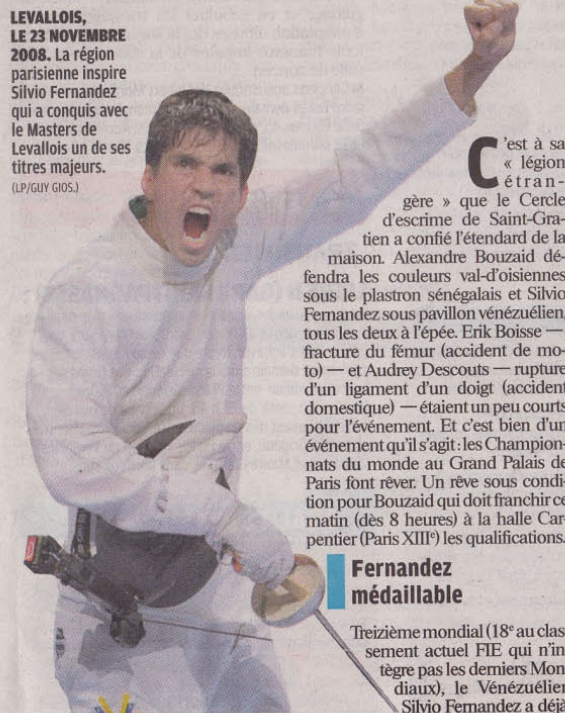 LEVALLOIS,
LE 23 NOVEMBRE
2008. La région
parisienne inspire
Silvio Fernandez
qui a conquis avec
le Masters de
Levallois un de ses
titres majeurs.
(LP/GUY GIOS.)
C'est à sa
« légion
étran-
gère » que le Cercle
d'escrime de Saint-Gra-
tien a confié l'étendard de la
maison. Alexandre Bouzaid dé-
fendra les couleurs val-d'oisiennes
sous le plastron sénégalais et Silvio
Fernandez sous pavillon vénézuélien,
tous les deux à l'épée. Erik Boisse —
fracture du fémur (accident de mo-
to) — et Audrey Descouts — rupture
d'un ligament d'un doigt (accident
domestique) — étaient un peu courts
pour l'événement. Et c'est bien d'un
événement qu'il s'agit : les Champion-
nats du monde au Grand Palais de
Paris font rêver. Un rêve sous condi-
tion pour Bouzaid qui doit franchir ce
matin (dès 8 heures) à la halle Car-
pentier (Paris XIIIe) les qualifications.
Fernandez
médaillable
Treizième mondial (18e au clas
sement actuel FIE qui n'in
tègre pas les derniers Mon
diaux), le Vénézuélien
Silvio Fernandez a déjà